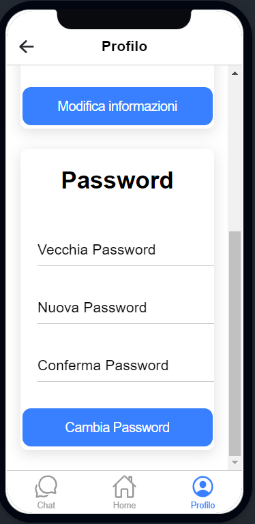 Profilo
Modifica informazioni
Password
Vecchia Password
Nuova Password
Conferma Password
Cambia Password
Chat
Home
Profilo